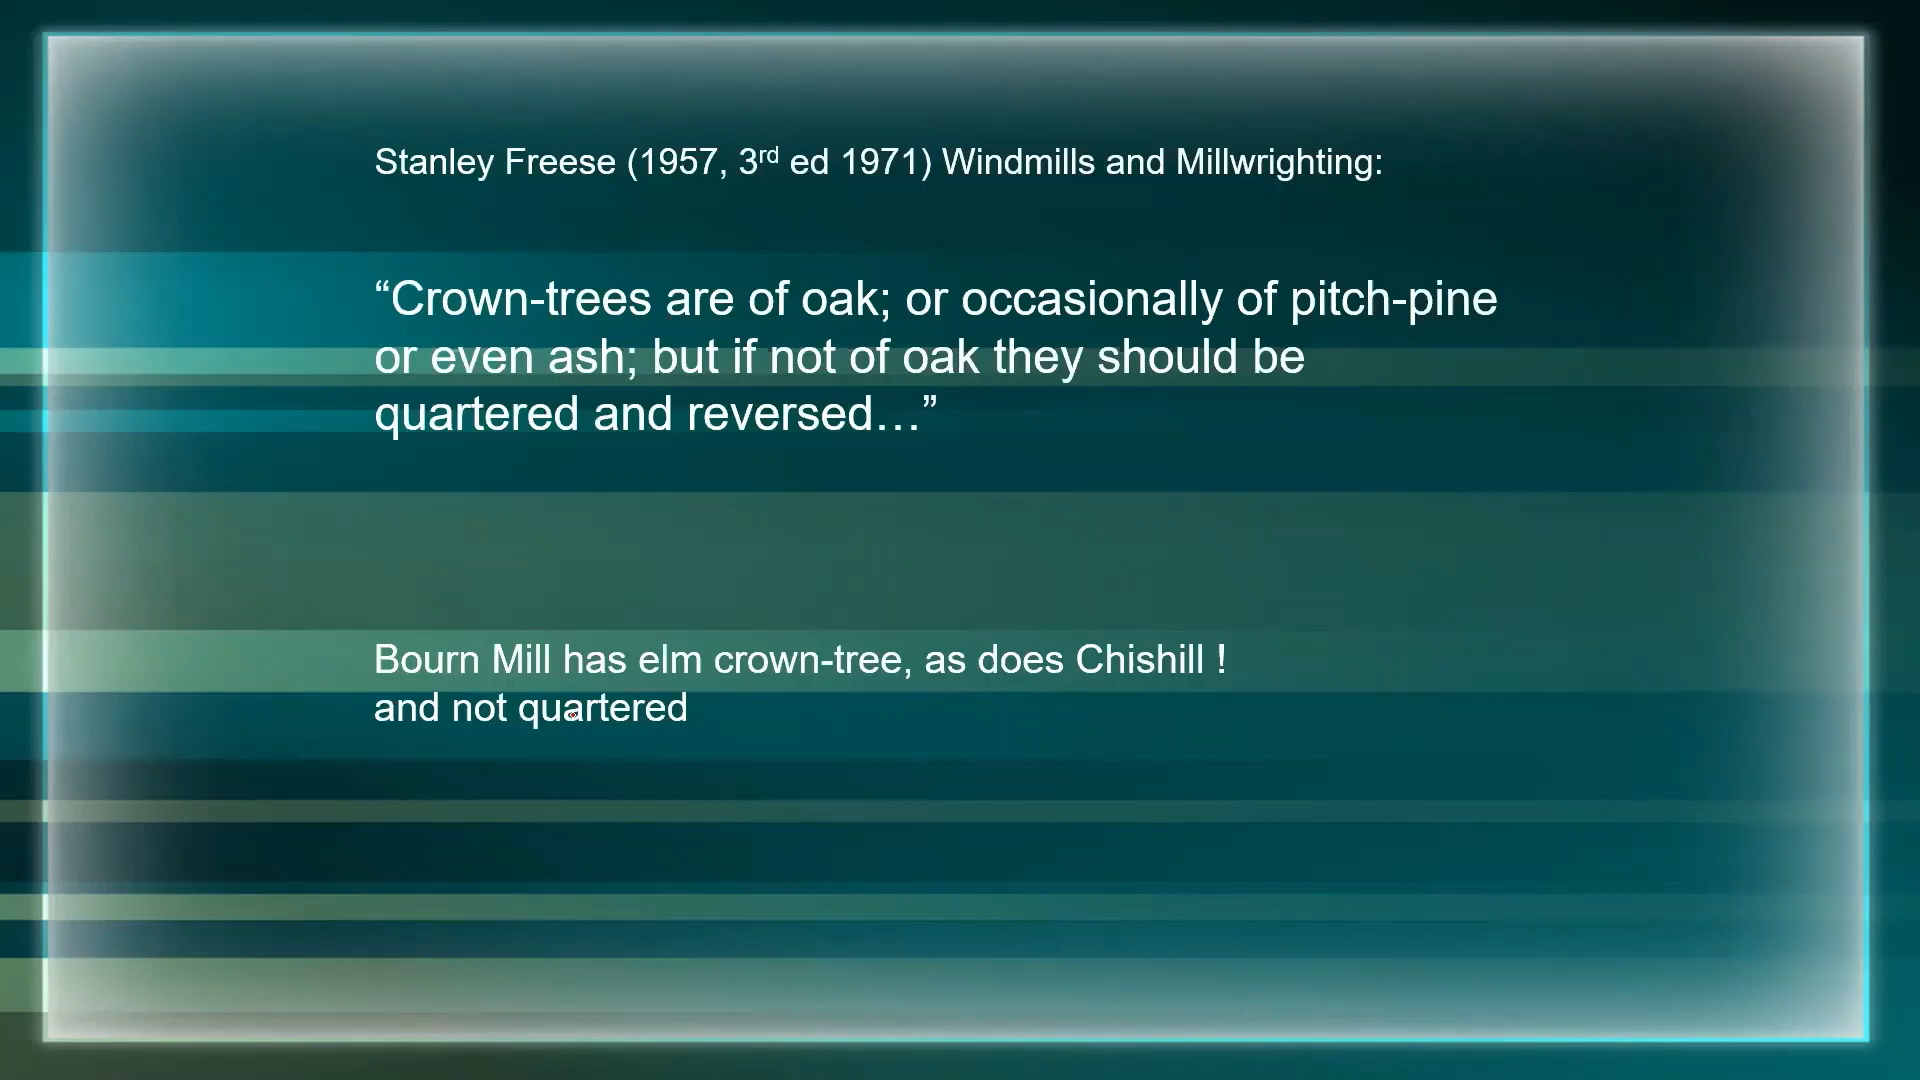 Stanley Freese (1957, 3rd ed 1971) Windmills and Millwrighting:
“Crown-trees are of oak; or occasionally of pitch-pine
or even ash; but if not of oak they should be
quartered and reversed…”
Bourn Mill has elm crown-tree, as does Chishill !
and not quartered